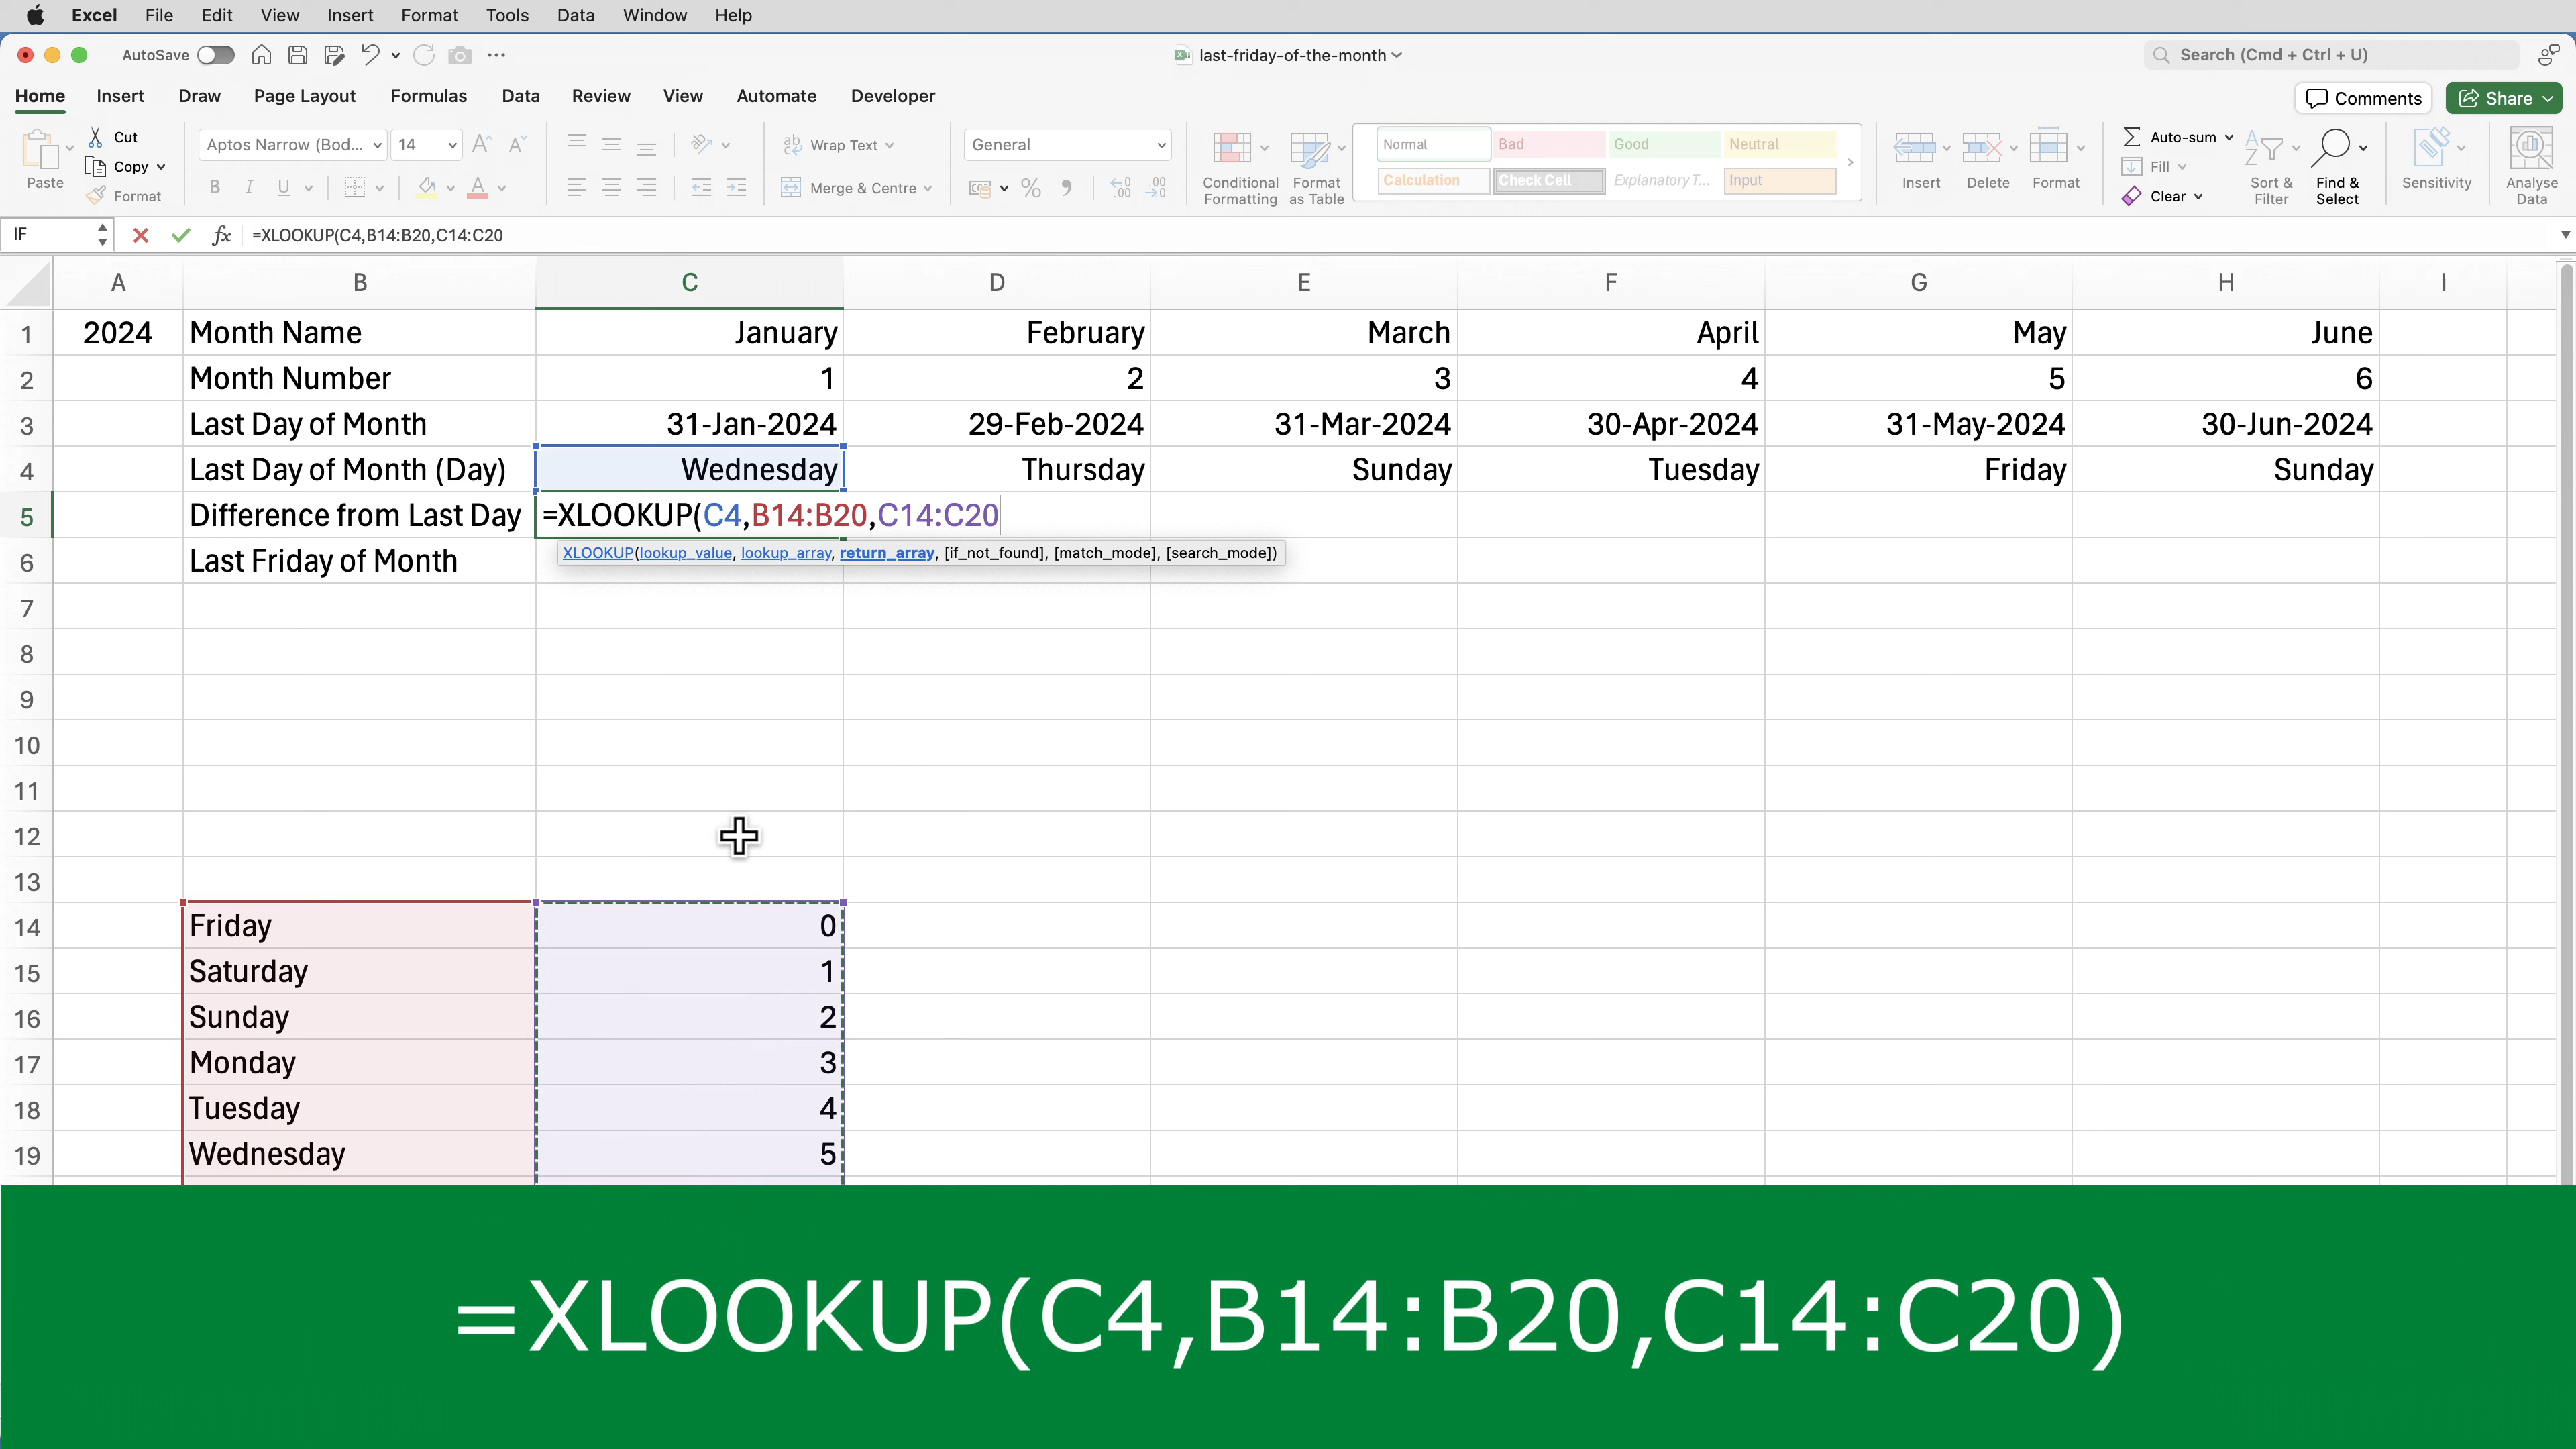 Excel File Edit View Insert Format Tools Data Window Help
AutoSave last-friday-of-the-month Search (Cmd + Ctrl + U)
Home Insert Draw Page Layout Formulas Data Review View Automate Developer Comments Share
Paste Cut Copy Format
Aptos Narrow (Bod... 14
B I U
Wrap Text
Merge & Centre
General
Conditional Formatting
Format as Table
Normal Bad Good Neutral
Calculation Check Cell Explanatory T... Input
Insert Delete Format
Auto-sum
Fill
Clear
Sort & Filter
Find & Select
Sensitivity
Analyse Data
IF fx =XLOOKUP(C4,B14:B20,C14:C20
A B C D E F G H I
1 2024 Month Name January February March April May June
2 Month Number 1 2 3 4 5 6
3 Last Day of Month 31-Jan-2024 29-Feb-2024 31-Mar-2024 30-Apr-2024 31-May-2024 30-Jun-2024
4 Last Day of Month (Day) Wednesday Thursday Sunday Tuesday Friday Sunday
5 Difference from Last Day =XLOOKUP(C4,B14:B20,C14:C20
XLOOKUP(lookup_value, lookup_array, return_array, [if_not_found], [match_mode], [search_mode])
6 Last Friday of Month
7
8
9
10
11
12
13
14 Friday 0
15 Saturday 1
16 Sunday 2
17 Monday 3
18 Tuesday 4
19 Wednesday 5
=XLOOKUP(C4,B14:B20,C14:C20)